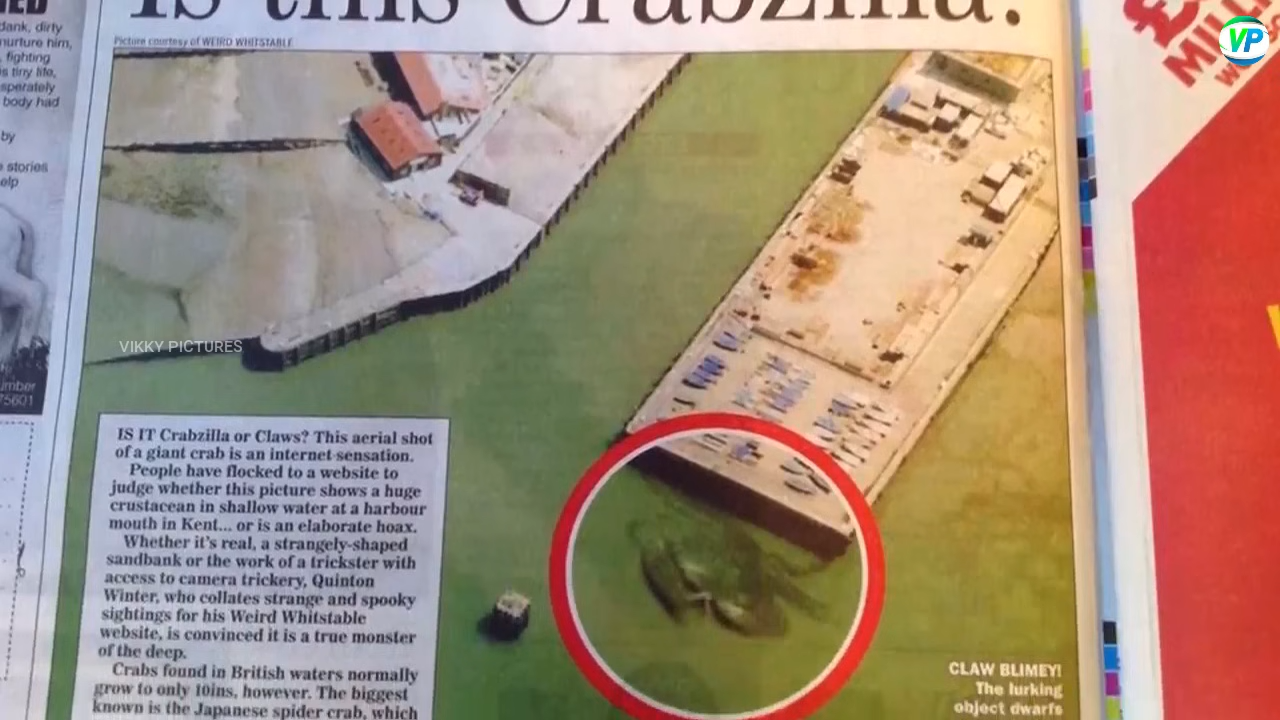 Is this Crabzilla?
Picture courtesy of WEIRD WHITSTABLE
dank, dirty
nurture him,
fighting
s tiny life,
sperately
body had
by
stories
elp
umber
75601
VIKKY PICTURES
IS IT Crabzilla or Claws? This aerial shot
of a giant crab is an internet sensation.
People have flocked to a website to
judge whether this picture shows a huge
crustacean in shallow water at a harbour
mouth in Kent... or is an elaborate hoax.
Whether it's real, a strangely-shaped
sandbank or the work of a trickster with
access to camera trickery, Quinton
Winter, who collates strange and spooky
sightings for his Weird Whitstable
website, is convinced it is a true monster
of the deep.
Crabs found in British waters normally
grow to only 10ins, however. The biggest
known is the Japanese spider crab, which
CLAW BLIMEY!
The lurking
object dwarfs
VP